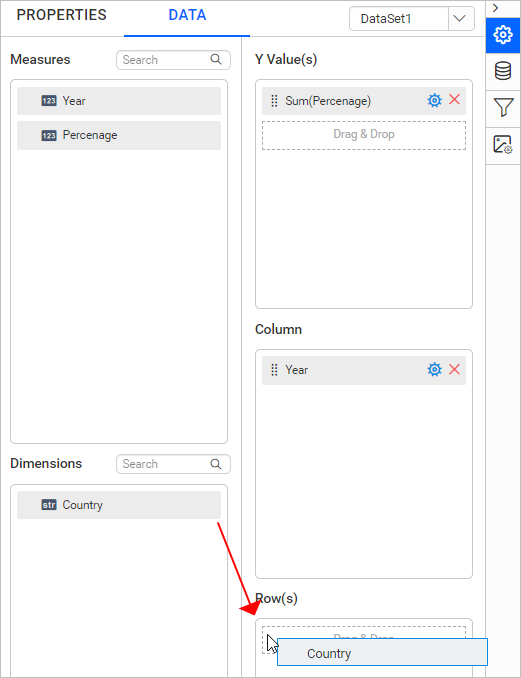 PROPERTIES DATA DataSet1
Measures Search
123 Year
123 Percenage
Dimensions Search
str Country
Y Value(s)
Sum(Percenage)
Drag & Drop
Column
Year
Row(s)
Drag & Drop
Country